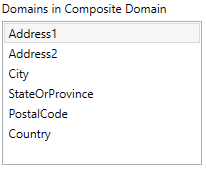 Domains in Composite Domain
Address1
Address2
City
StateOrProvince
PostalCode
Country